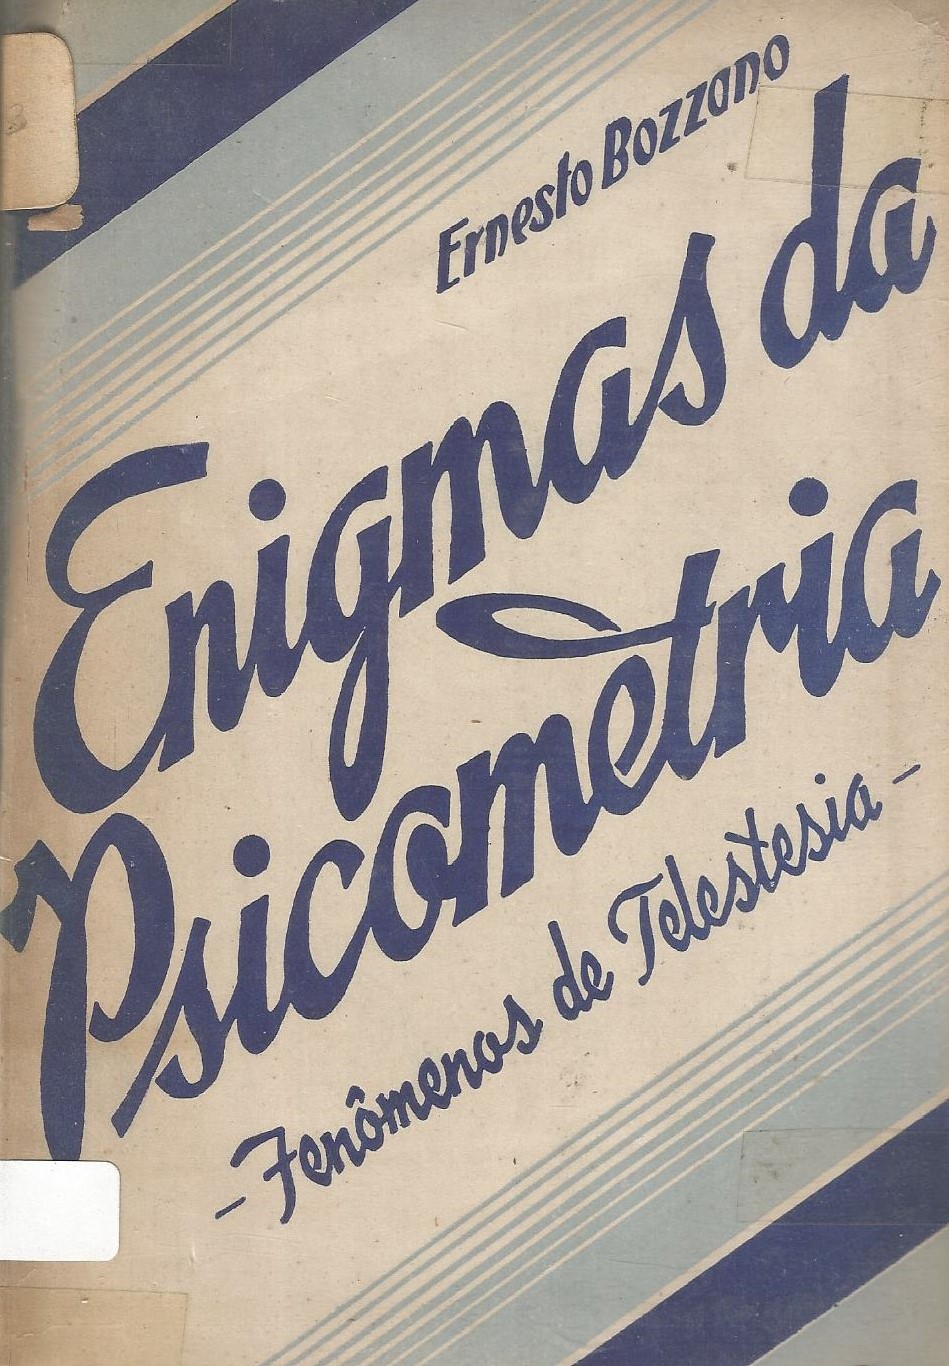 Ernesto Bozzano
Enigmas da
Psicometria
- Fenômenos de Telestesia -